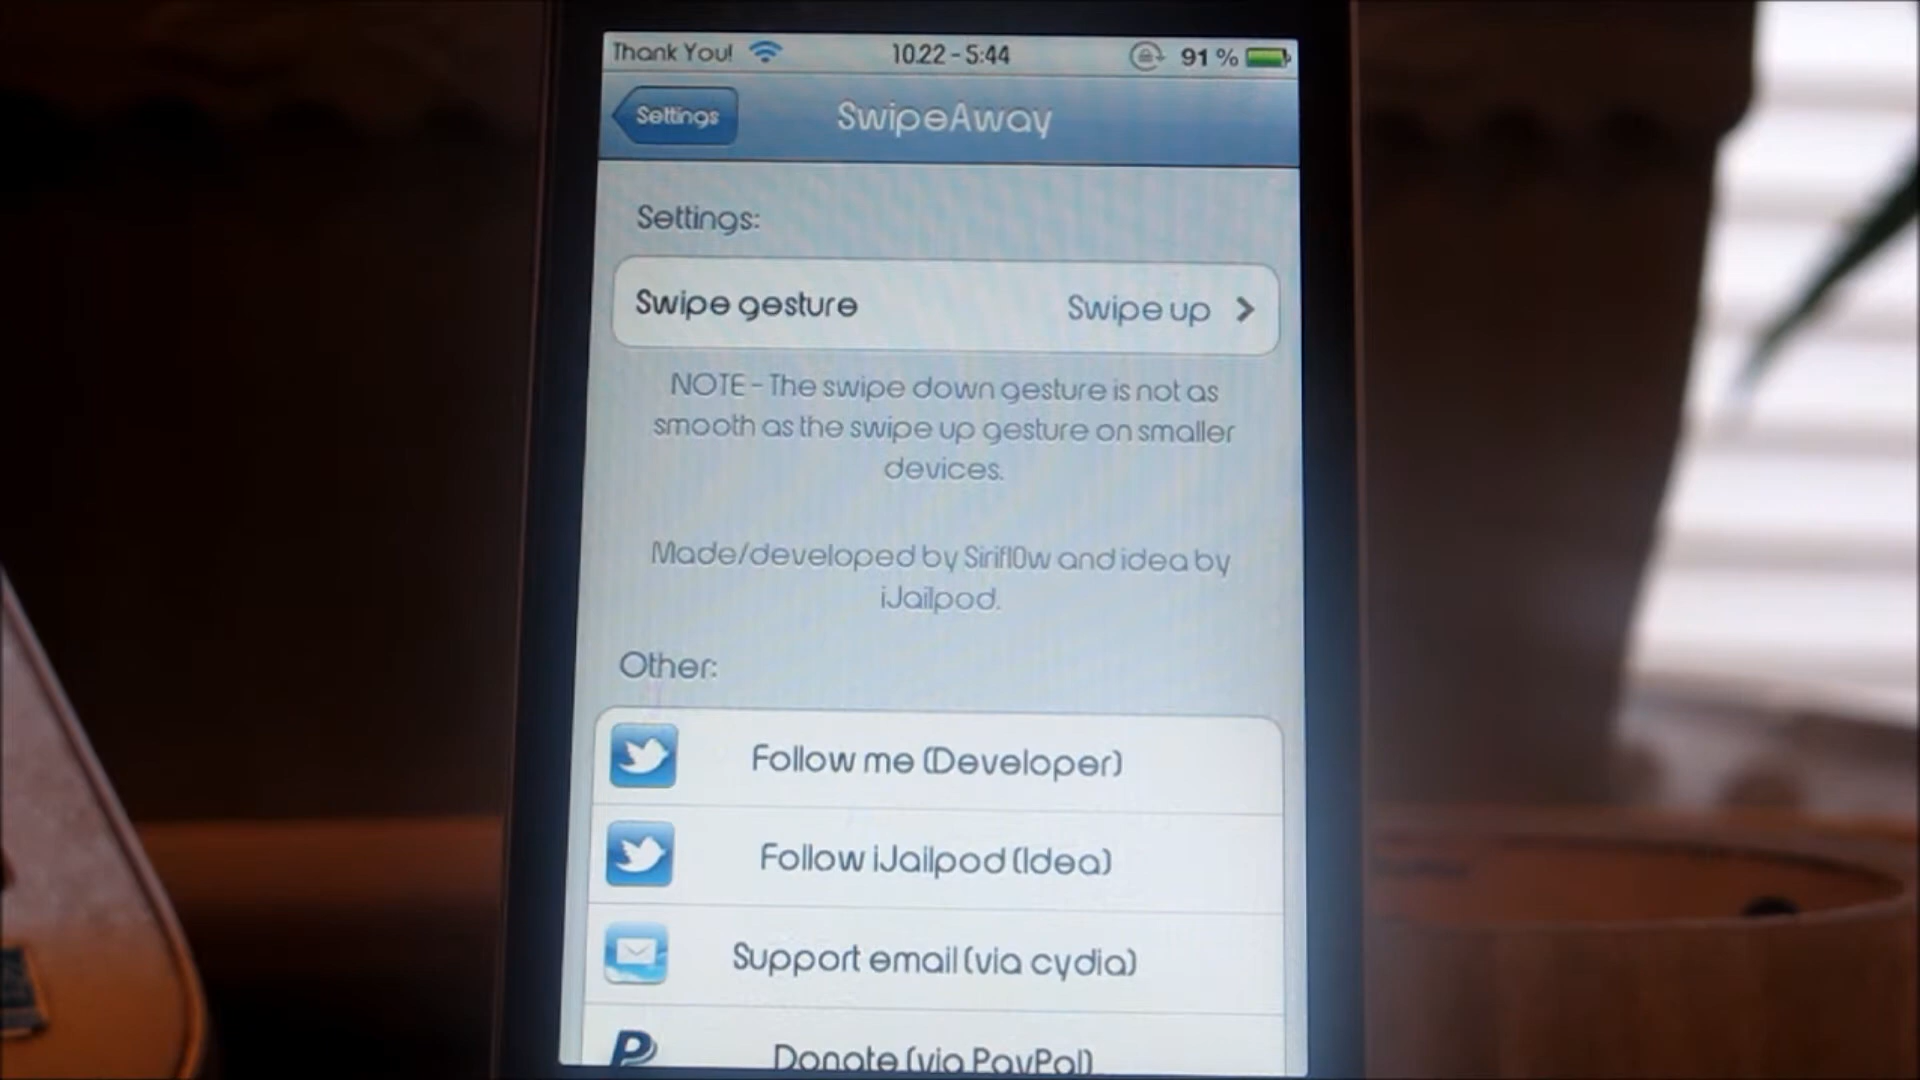 Thank You! 10.22 - 5:44 91 %
Settings SwipeAway
Settings:
Swipe gesture Swipe up
NOTE - The swipe down gesture is not as
smooth as the swipe up gesture on smaller
devices.
Made/developed by Sirifl0w and idea by
iJailpod.
Other:
Follow me (Developer)
Follow iJailpod (Idea)
Support email (via cydia)
Donate (via PayPal)